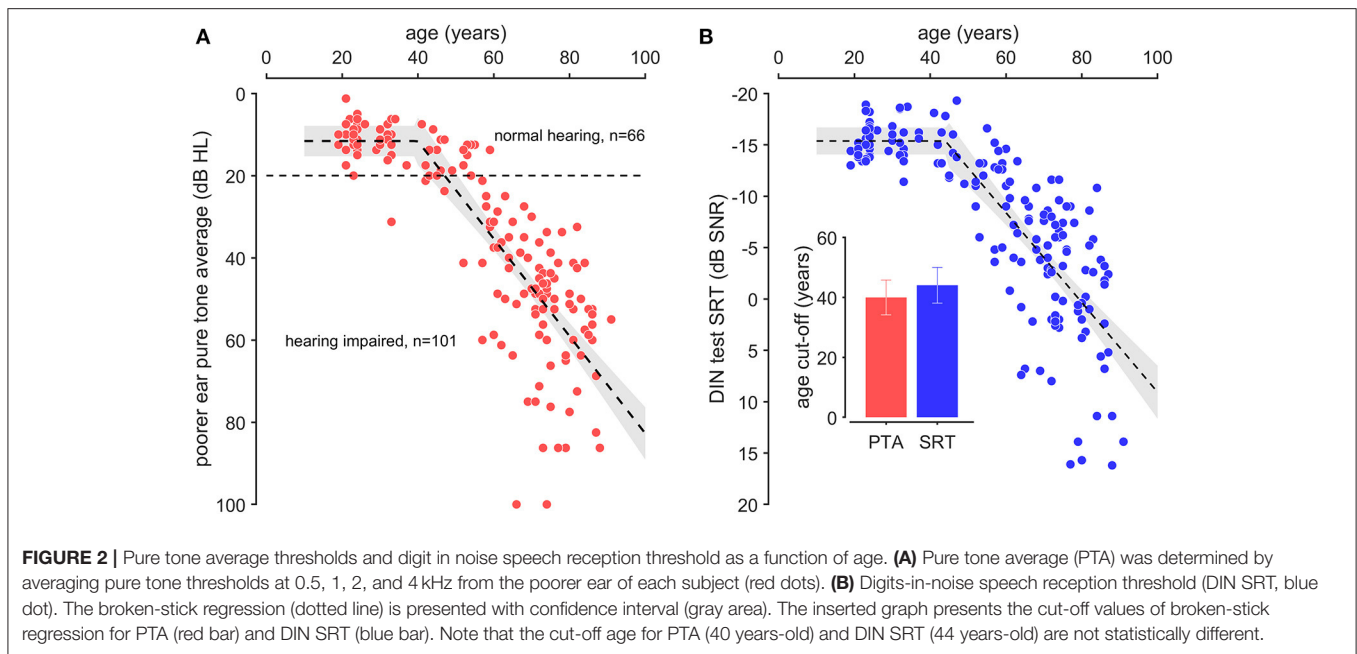 A
age (years)
0 20 40 60 80 100
0
20
40
60
80
100
poorer ear pure tone average (dB HL)
normal hearing, n=66
hearing impaired, n=101
B
age (years)
0 20 40 60 80 100
-20
-15
-10
-5
0
5
10
15
20
DIN test SRT (dB SNR)
60
40
20
0
age cut-off (years)
PTA SRT
FIGURE 2 | Pure tone average thresholds and digit in noise speech reception threshold as a function of age. (A) Pure tone average (PTA) was determined by
averaging pure tone thresholds at 0.5, 1, 2, and 4 kHz from the poorer ear of each subject (red dots). (B) Digits-in-noise speech reception threshold (DIN SRT, blue
dot). The broken-stick regression (dotted line) is presented with confidence interval (gray area). The inserted graph presents the cut-off values of broken-stick
regression for PTA (red bar) and DIN SRT (blue bar). Note that the cut-off age for PTA (40 years-old) and DIN SRT (44 years-old) are not statistically different.